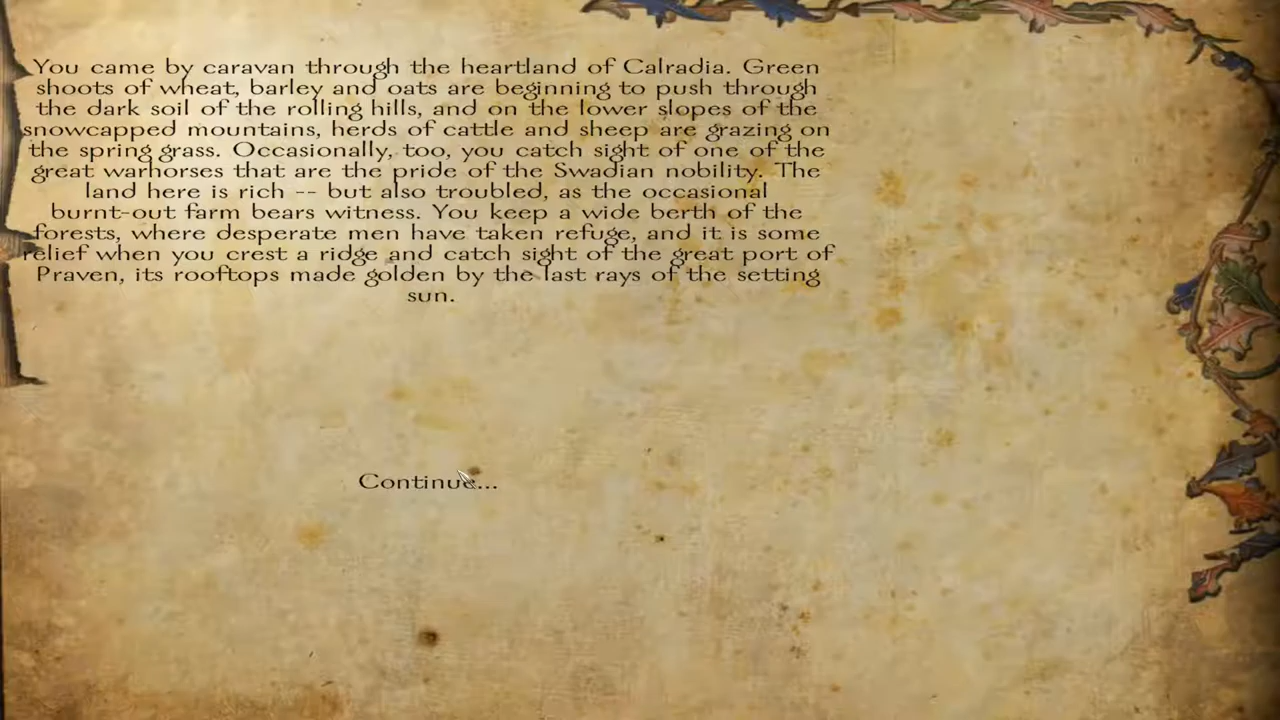 You came by caravan through the heartland of Calradia. Green
shoots of wheat, barley and oats are beginning to push through
the dark soil of the rolling hills, and on the lower slopes of the
snowcapped mountains, herds of cattle and sheep are grazing on
the spring grass. Occasionally, too, you catch sight of one of the
great warhorses that are the pride of the Swadian nobility. The
land here is rich -- but also troubled, as the occasional
burnt-out farm bears witness. You keep a wide berth of the
forests, where desperate men have taken refuge, and it is some
relief when you crest a ridge and catch sight of the great port of
Praven, its rooftops made golden by the last rays of the setting
sun.
Continue...